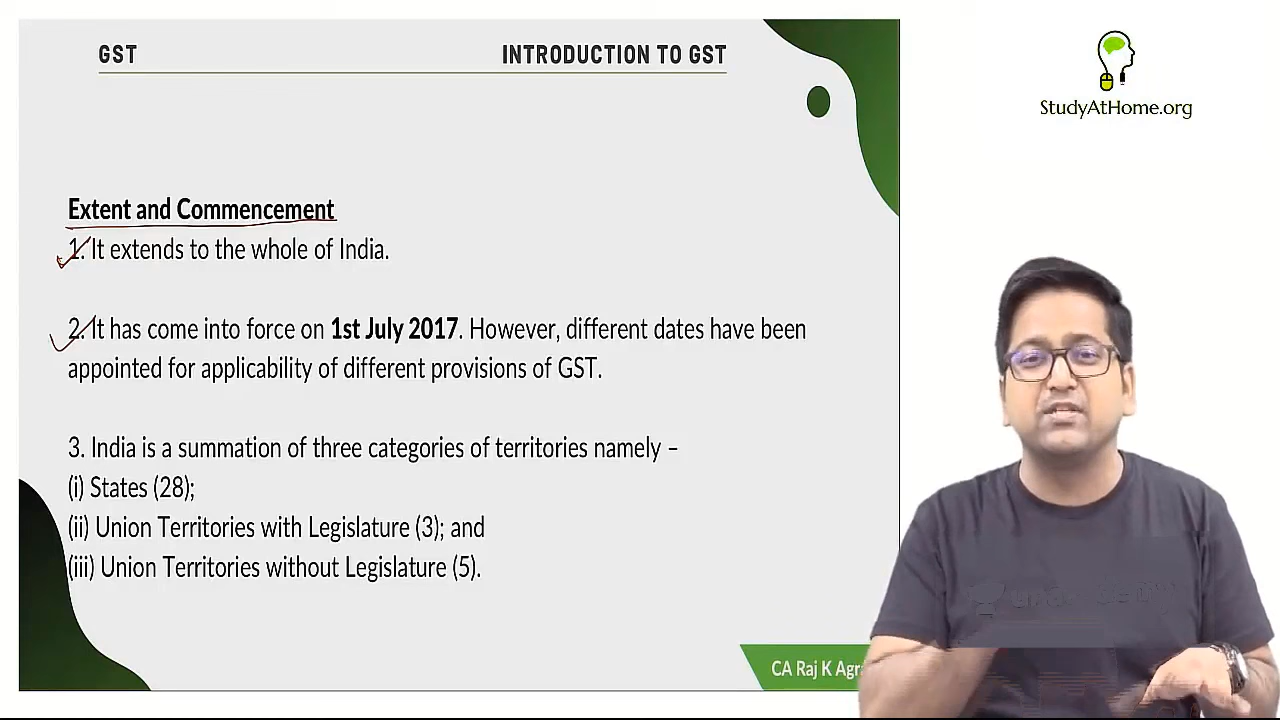 GST
INTRODUCTION TO GST
StudyAtHome.org
Extent and Commencement
1. It extends to the whole of India.
2. It has come into force on 1st July 2017. However, different dates have been
appointed for applicability of different provisions of GST.
3. India is a summation of three categories of territories namely –
(i) States (28);
(ii) Union Territories with Legislature (3); and
(iii) Union Territories without Legislature (5).
CA Raj K Agra